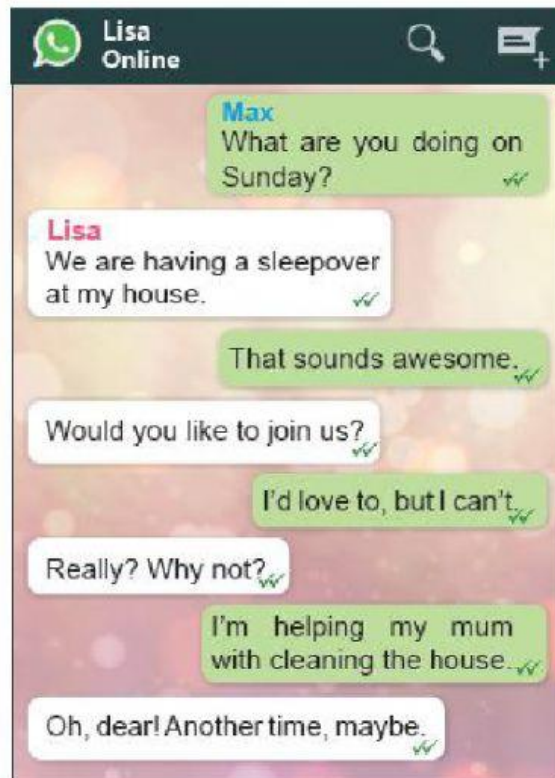 Lisa
Online
Max
What are you doing on
Sunday?
Lisa
We are having a sleepover
at my house.
That sounds awesome.
Would you like to join us?
I'd love to, but I can't.
Really? Why not?
I'm helping my mum
with cleaning the house.
Oh, dear! Another time, maybe.